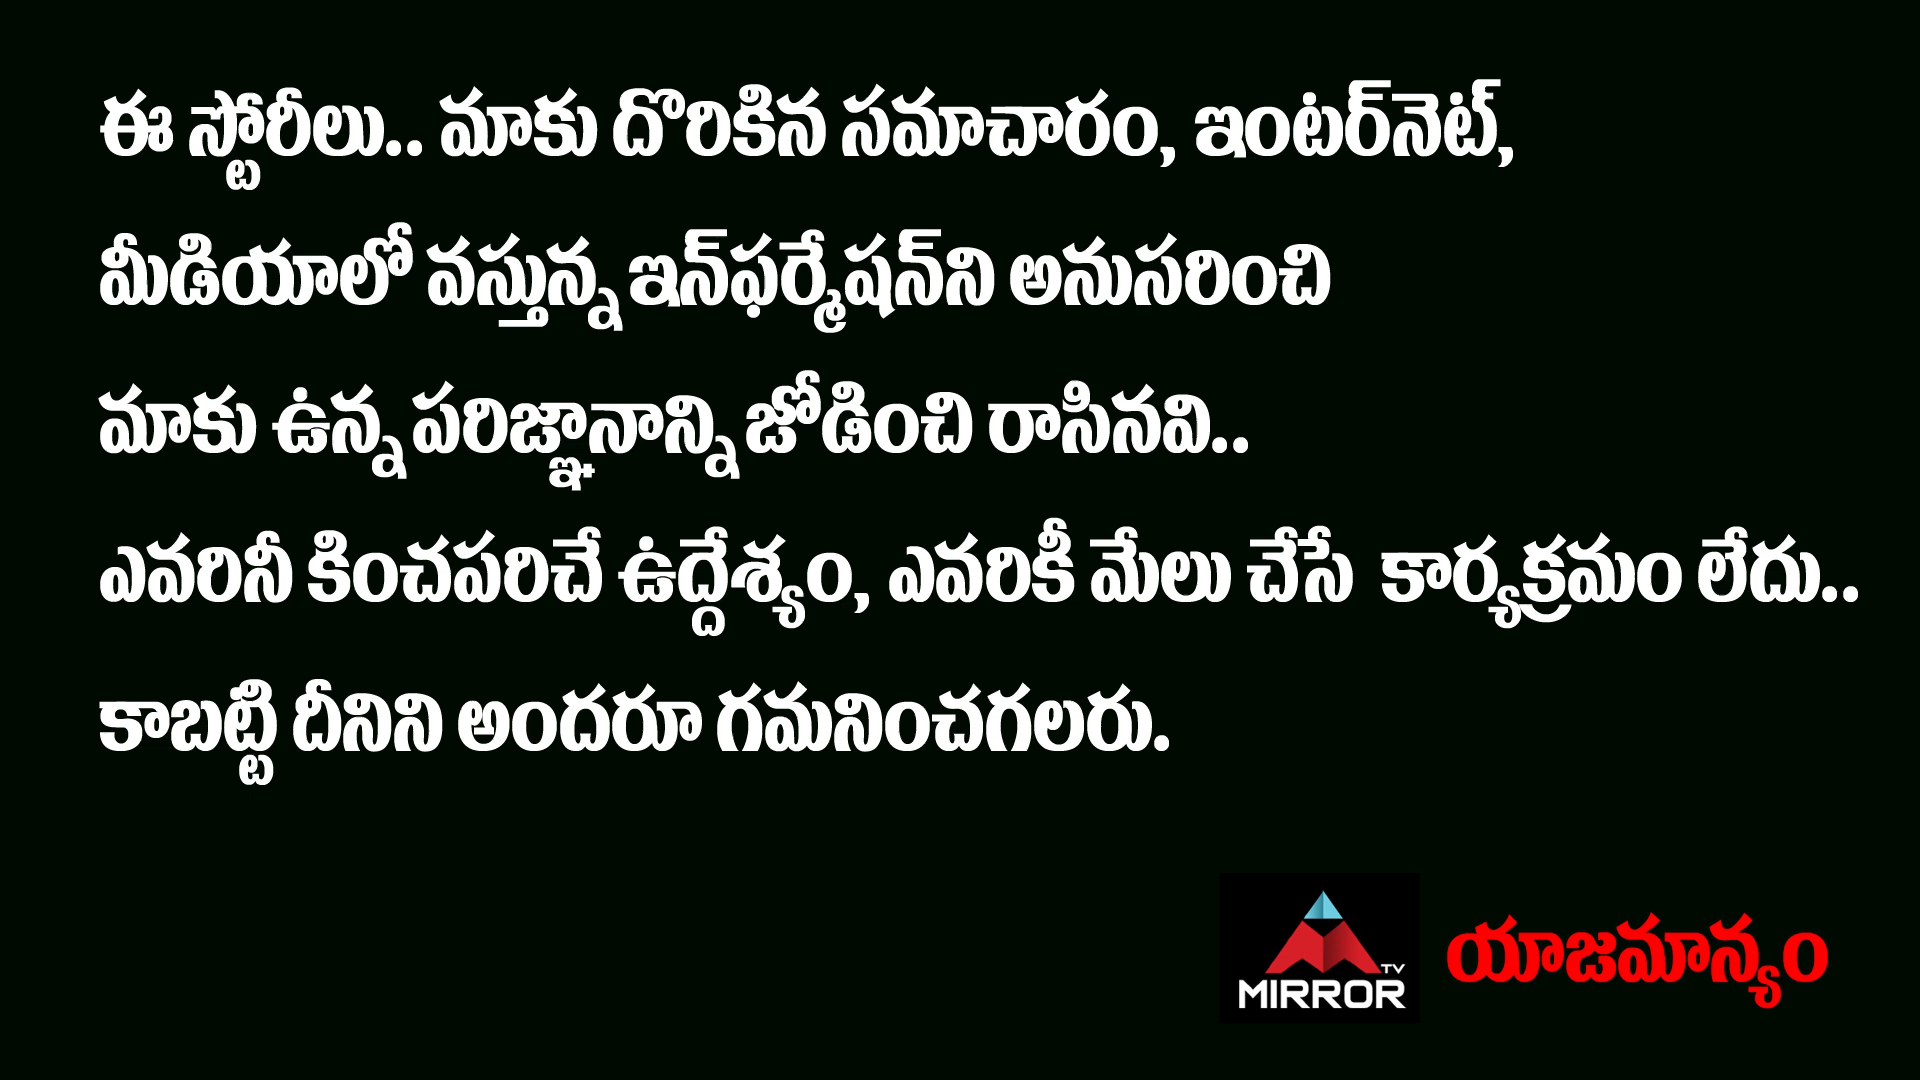 ఈ స్టోరీలు.. మాకు దొరికిన సమాచారం, ఇంటర్‌నెట్,
మీడియాలో వస్తున్న ఇన్‌ఫర్మేషన్‌ని అనుసరించి
మాకు ఉన్న పరిజ్ఞానాన్ని జోడించి రాసినవి..
ఎవరినీ కించపరిచే ఉద్దేశ్యం, ఎవరికీ మేలు చేసే కార్యక్రమం లేదు..
కాబట్టి దీనిని అందరూ గమనించగలరు.
TV
MIRROR
యాజమాన్యం